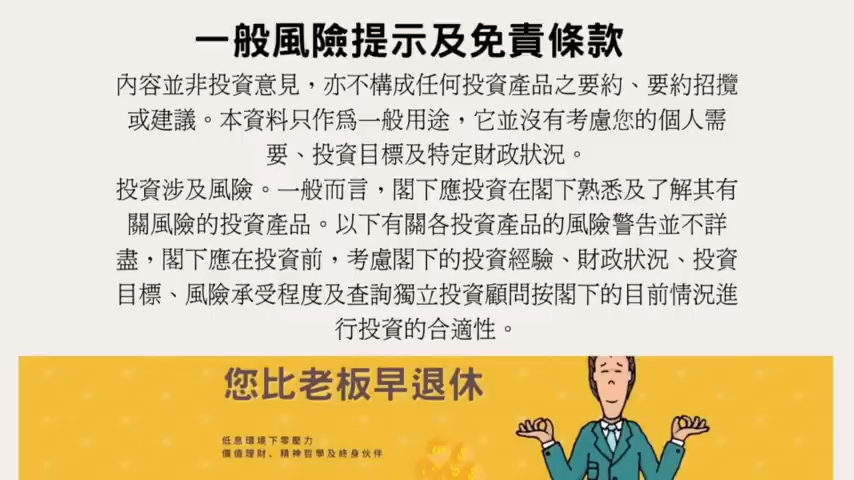 一般風險提示及免責條款
內容並非投資意見，亦不構成任何投資產品之要約、要約招攬
或建議。本資料只作爲一般用途，它並沒有考慮您的個人需
要、投資目標及特定財政狀況。
投資涉及風險。一般而言，閣下應投資在閣下熟悉及了解其有
關風險的投資產品。以下有關各投資產品的風險警告並不詳
盡，閣下應在投資前，考慮閣下的投資經驗、財政狀況、投資
目標、風險承受程度及查詢獨立投資顧問按閣下的目前情況進
行投資的合適性。
您比老板早退休
低息環境下零壓力
價值理財、精神哲學及終身伙伴